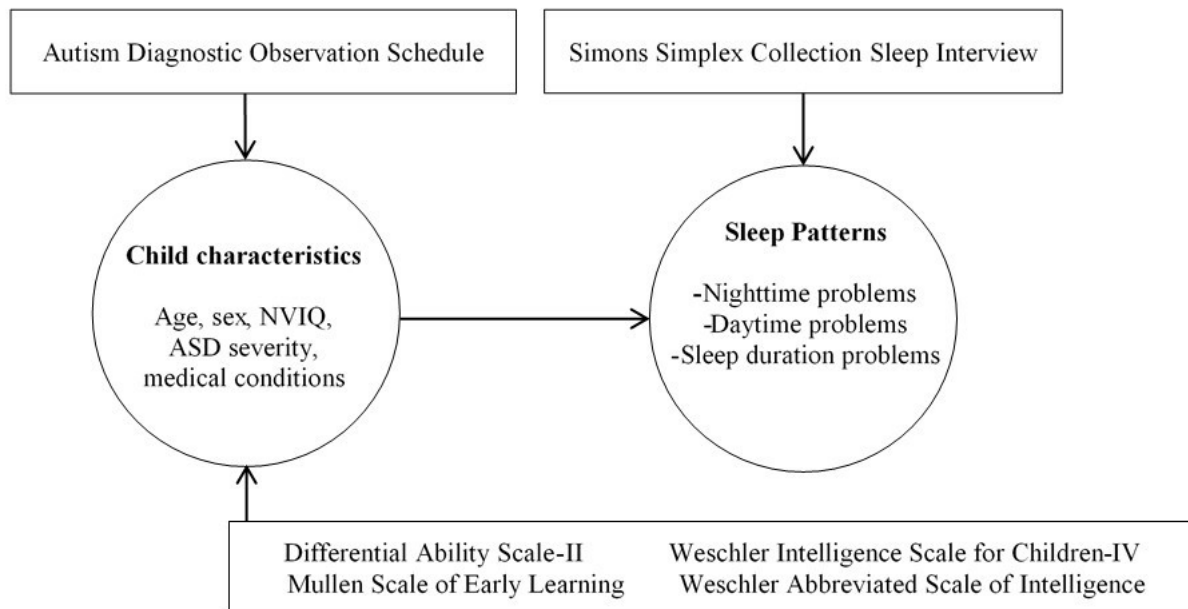 Autism Diagnostic Observation Schedule
Simons Simplex Collection Sleep Interview
Child characteristics
Age, sex, NVIQ,
ASD severity,
medical conditions
Sleep Patterns
-Nighttime problems
-Daytime problems
-Sleep duration problems
Differential Ability Scale-II Weschler Intelligence Scale for Children-IV
Mullen Scale of Early Learning Weschler Abbreviated Scale of Intelligence